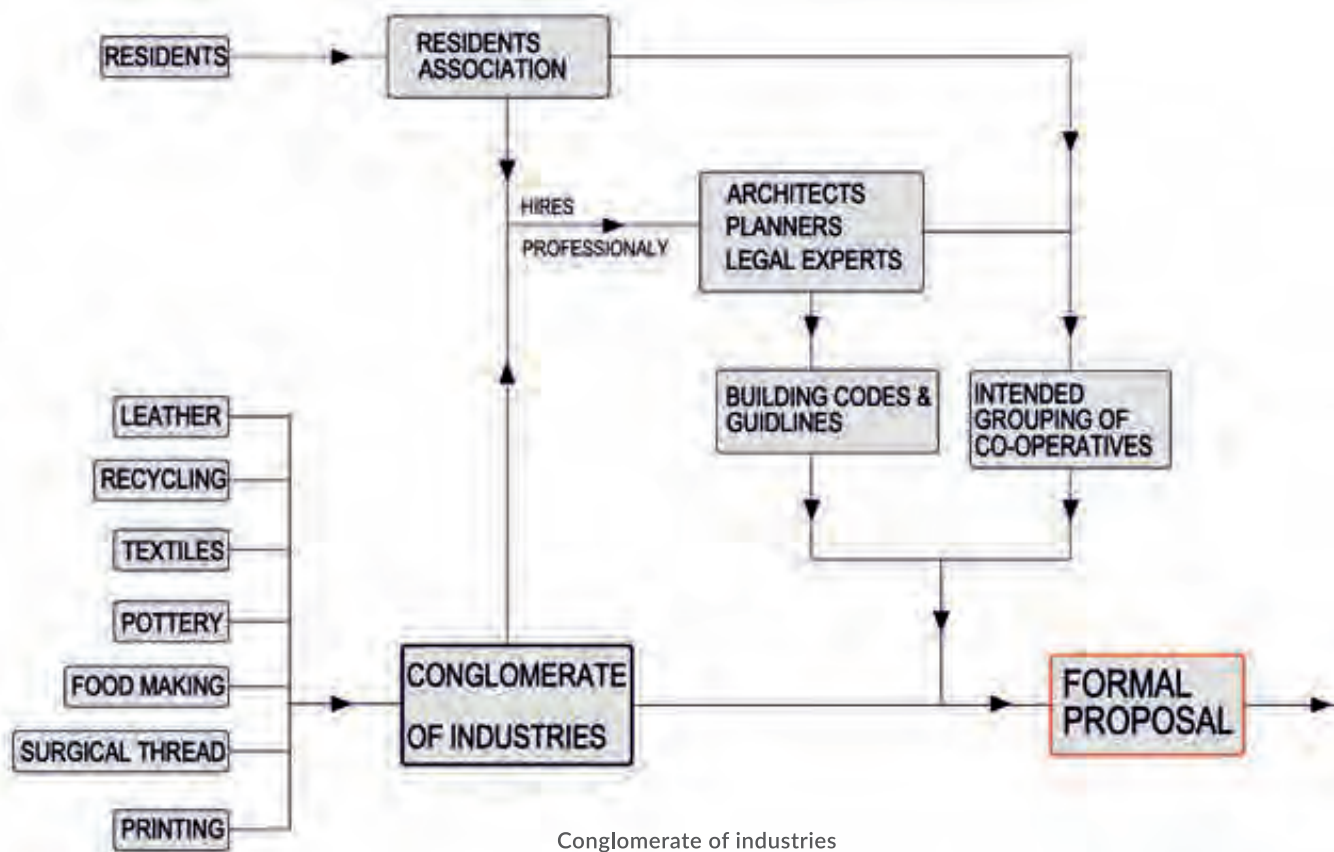 RESIDENTS
RESIDENTS
ASSOCIATION
HIRES
PROFESSIONALY
ARCHITECTS
PLANNERS
LEGAL EXPERTS
BUILDING CODES &
GUIDLINES
INTENDED
GROUPING OF
CO-OPERATIVES
LEATHER
RECYCLING
TEXTILES
POTTERY
FOOD MAKING
SURGICAL THREAD
PRINTING
CONGLOMERATE
OF INDUSTRIES
FORMAL
PROPOSAL
Conglomerate of industries